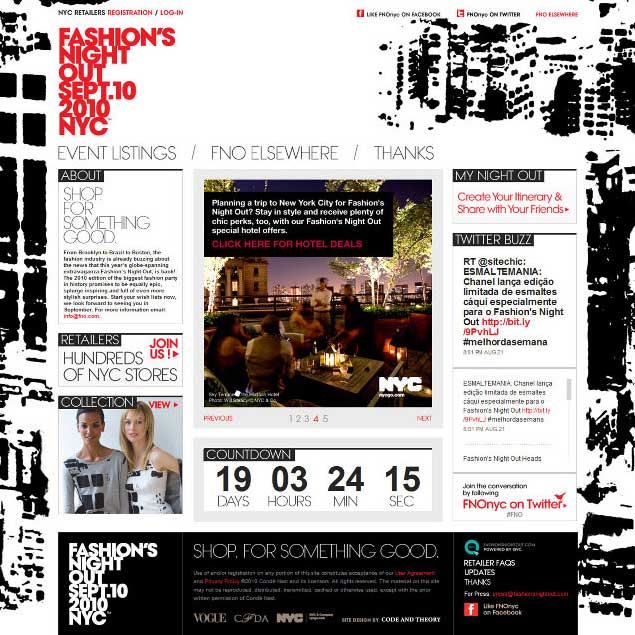 NYC RETAILERS REGISTRATION / LOG-IN
LIKE FNOnyc ON FACEBOOK
FNOnyc ON TWITTER
FNO ELSEWHERE
FASHION'S
NIGHT
OUT
SEPT.10
2010
NYC
EVENT LISTINGS / FNO ELSEWHERE / THANKS
ABOUT
SHOP
FOR
SOMETHING
GOOD
From Brooklyn to Brazil to Boston, the
fashion industry is already buzzing about
the news that this year's globe-spanning
extravaganza Fashion's Night Out, is back!
The 2010 edition of the biggest fashion party
in history promises to be equally epic,
splurge inspiring and full of even more
stylish surprises. Start your wish lists now,
we look forward to seeing you in
September. For more information email:
info@fno.com.
RETAILERS
JOIN
US!
HUNDREDS
OF NYC STORES
COLLECTION
VIEW
Planning a trip to New York City for Fashion's
Night Out? Stay in style and receive plenty of
chic perks, too, with our Fashion's Night Out
special hotel offers.
CLICK HERE FOR HOTEL DEALS
NYC
nycgo.com
PREVIOUS
1 2 3 4 5
NEXT
COUNTDOWN
19 03 24 15
DAYS HOURS MIN SEC
MY NIGHT OUT
Create Your Itinerary &
Share with Your Friends
TWITTER BUZZ
RT @sitechic:
ESMALTEMANIA:
Chanel lança edição
limitada de esmaltes
cáqui especialmente
para o Fashion's Night
Out http://bit.ly
/9PvhLJ
#melhordasemana
8:01 PM AUG 21
ESMALTEMANIA: Chanel lança
edição limitada de esmaltes
cáqui especialmente para o
Fashion's Night Out http://bit.ly
/9PvhLJ #melhordasemana
8:01 PM AUG 21
Fashion's Night Out Heads
Join the conversation
by following
FNOnyc on Twitter
#FNO
FASHION'S
NIGHT
OUT
SEPT.10
2010
NYC
SHOP. FOR SOMETHING GOOD.
Use of and/or registration on any portion of this site constitutes acceptance of our User Agreement
and Privacy Policy ©2010 Condé Nast and its licensors. All rights reserved. The material on this site
may not be reproduced, distributed, transmitted, cached or otherwise used, except with the prior
written permission of Condé Nast.
VOGUE CFDA NYC
nycgo.com
SITE DESIGN BY CODE AND THEORY
FASHIONSNIGHTOUT.COM
POWERED BY QVC.
RETAILER FAQS
UPDATES
THANKS
For Press: press@fashionsnightout.com
Like FNOnyc
on Facebook